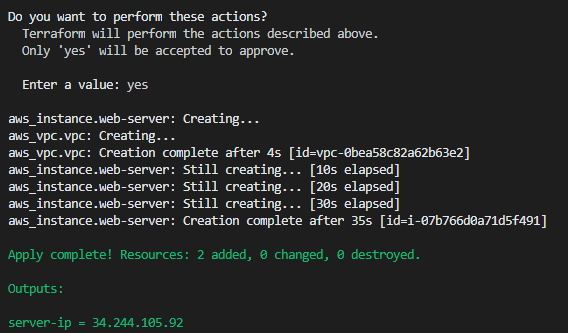 Do you want to perform these actions?
Terraform will perform the actions described above.
Only 'yes' will be accepted to approve.
Enter a value: yes
aws_instance.web-server: Creating...
aws_vpc.vpc: Creating...
aws_vpc.vpc: Creation complete after 4s [id=vpc-0bea58c82a62b63e2]
aws_instance.web-server: Still creating... [10s elapsed]
aws_instance.web-server: Still creating... [20s elapsed]
aws_instance.web-server: Still creating... [30s elapsed]
aws_instance.web-server: Creation complete after 35s [id=i-07b766d0a71d5f491]
Apply complete! Resources: 2 added, 0 changed, 0 destroyed.
Outputs:
server-ip = 34.244.105.92